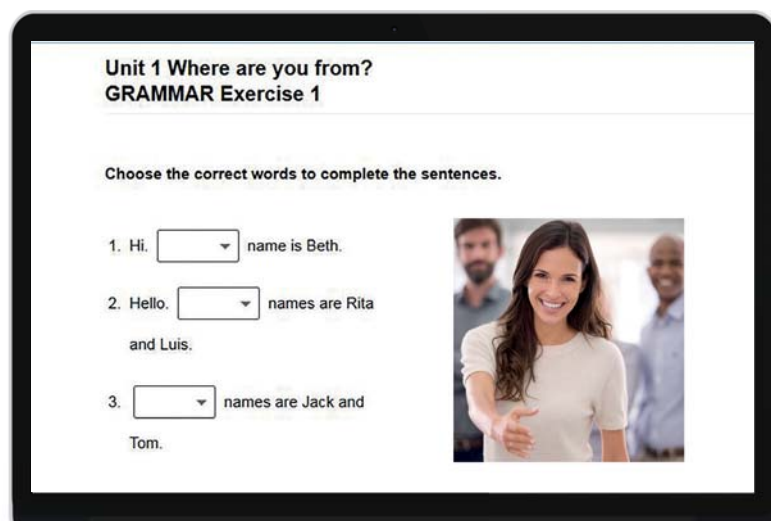 Unit 1 Where are you from?
GRAMMAR Exercise 1
Choose the correct words to complete the sentences.
1. Hi. name is Beth.
2. Hello. names are Rita
and Luis.
3. names are Jack and
Tom.